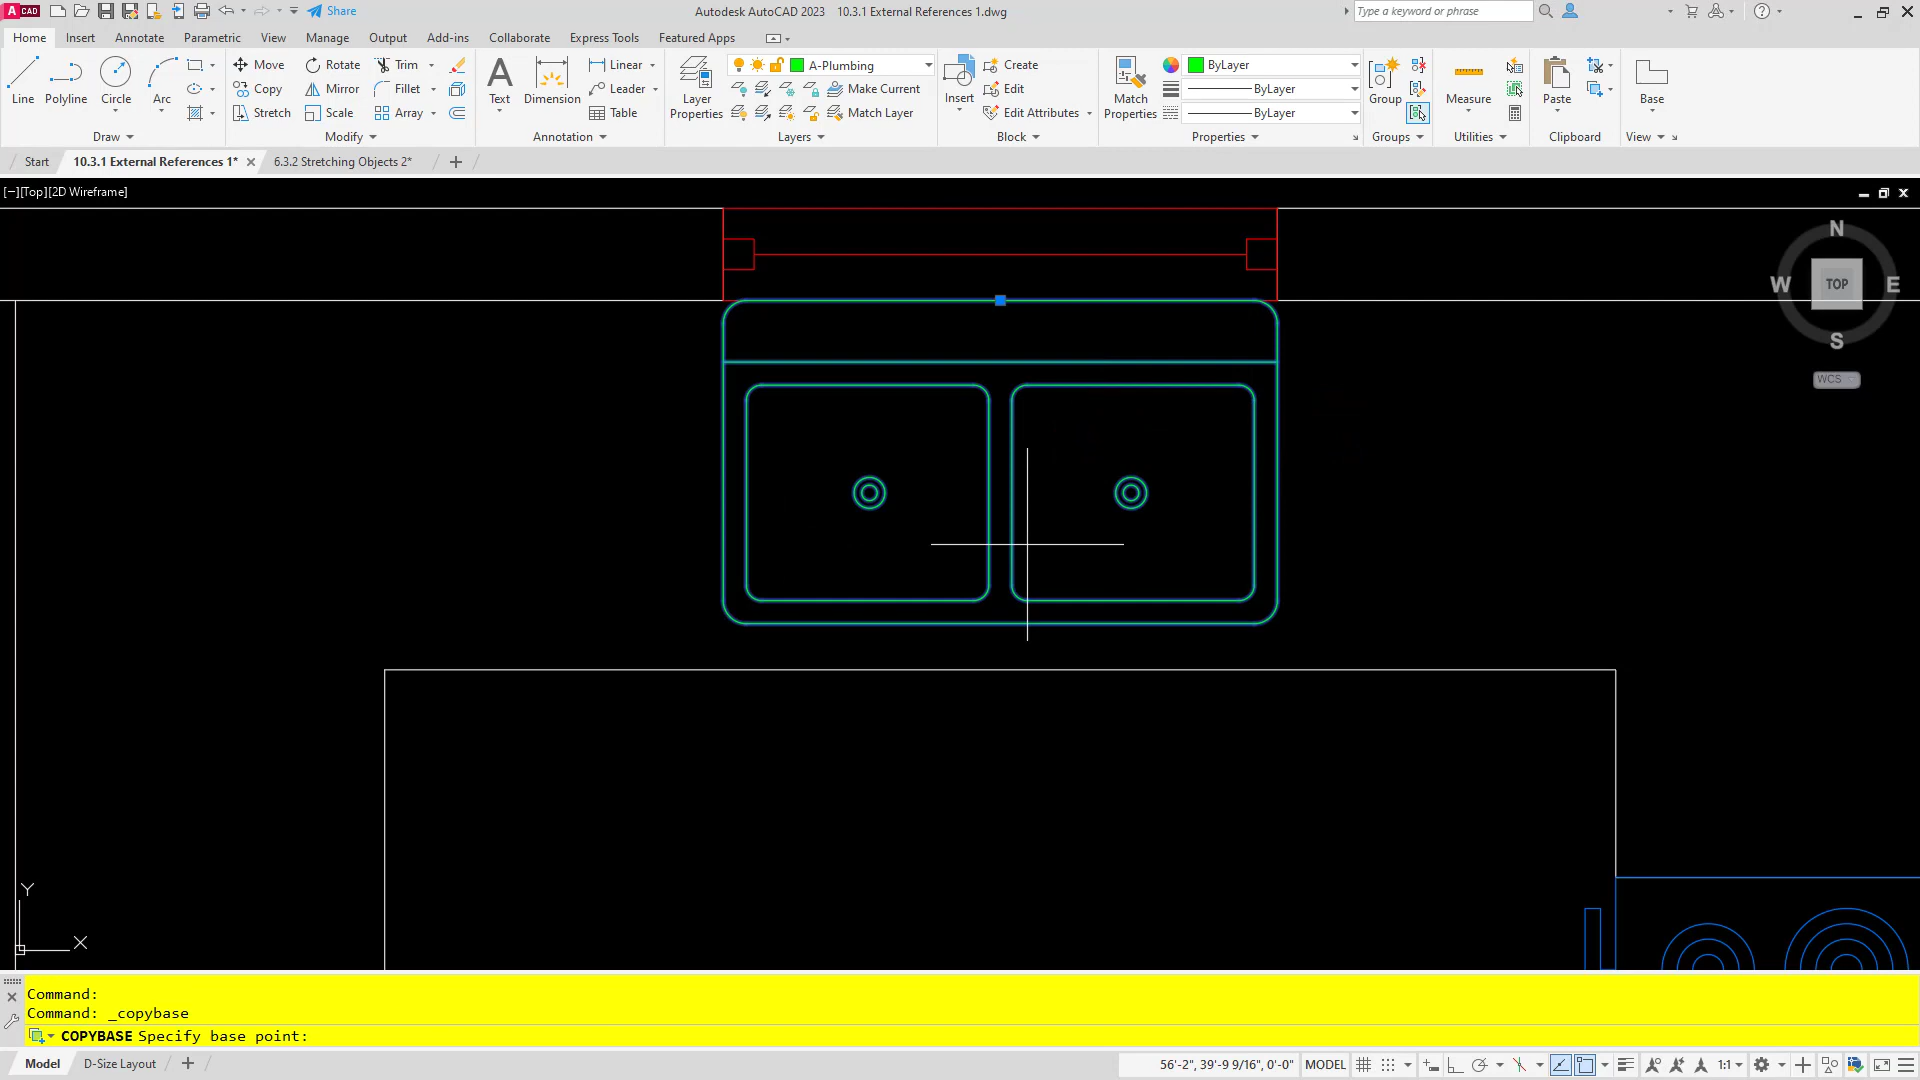 A CAD
Share
Autodesk AutoCAD 2023 10.3.1 External References 1.dwg
Type a keyword or phrase
Home Insert Annotate Parametric View Manage Output Add-ins Collaborate Express Tools Featured Apps
Line
Polyline
Circle
Arc
Draw
Move
Rotate
Trim
Copy
Mirror
Fillet
Stretch
Scale
Array
Modify
Text
Dimension
Linear
Leader
Table
Annotation
Layer
Properties
A-Plumbing
Make Current
Match Layer
Layers
Insert
Create
Edit
Edit Attributes
Block
Match
Properties
ByLayer
ByLayer
ByLayer
Properties
Group
Groups
Measure
Utilities
Paste
Clipboard
Base
View
Start
10.3.1 External References 1*
6.3.2 Stretching Objects 2*
[−][Top][2D Wireframe]
N
W
TOP
E
S
WCS
Y
X
Command:
Command: _copybase
COPYBASE Specify base point:
Model
D-Size Layout
56'-2", 39'-9 9/16", 0'-0"
MODEL
1:1